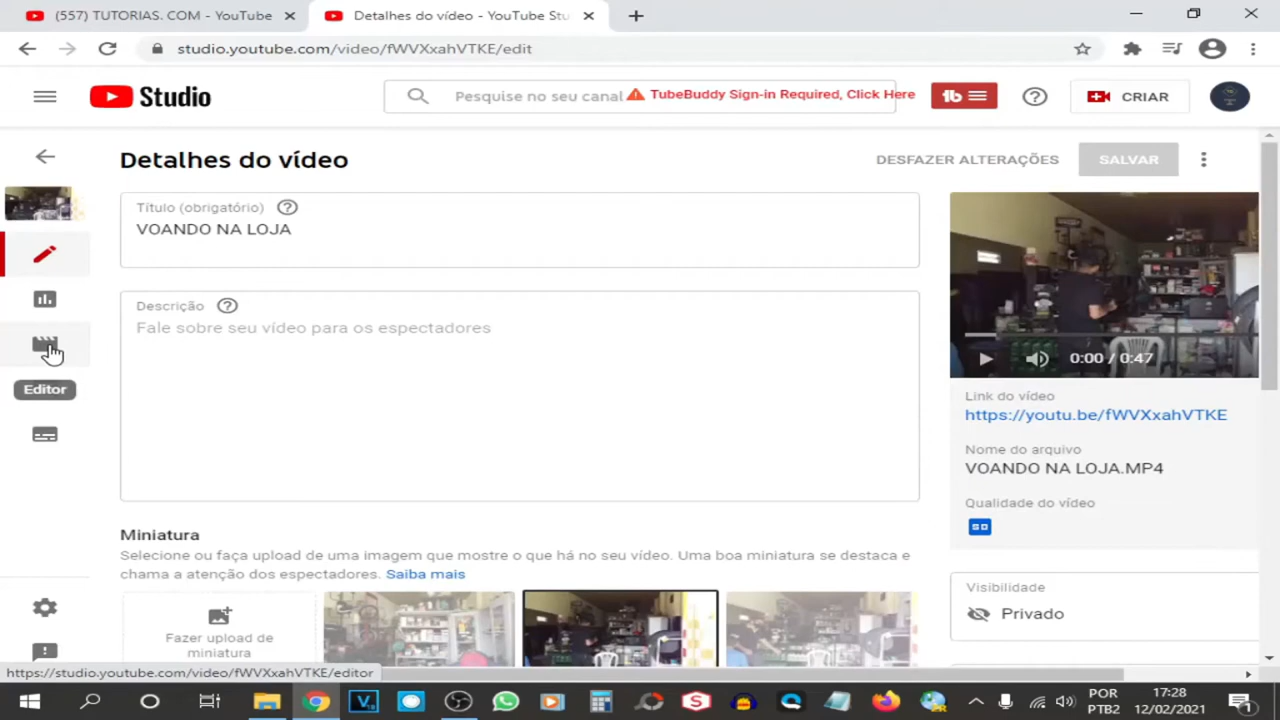 (557) TUTORIAS. COM - YouTube
Detalhes do vídeo - YouTube Stu
studio.youtube.com/video/fWVXxahVTKE/edit
Studio
Pesquise no seu canal
TubeBuddy Sign-in Required, Click Here
tb
CRIAR
Detalhes do vídeo
DESFAZER ALTERAÇÕES
SALVAR
Título (obrigatório)
VOANDO NA LOJA
Descrição
Fale sobre seu vídeo para os espectadores
Editor
0:00 / 0:47
Link do vídeo
https://youtu.be/fWVXxahVTKE
Nome do arquivo
VOANDO NA LOJA.MP4
Qualidade do vídeo
SD
Miniatura
Selecione ou faça upload de uma imagem que mostre o que há no seu vídeo. Uma boa miniatura se destaca e
chama a atenção dos espectadores. Saiba mais
Fazer upload de
miniatura
Visibilidade
Privado
https://studio.youtube.com/video/fWVXxahVTKE/editor
POR
PTB2
17:28
12/02/2021